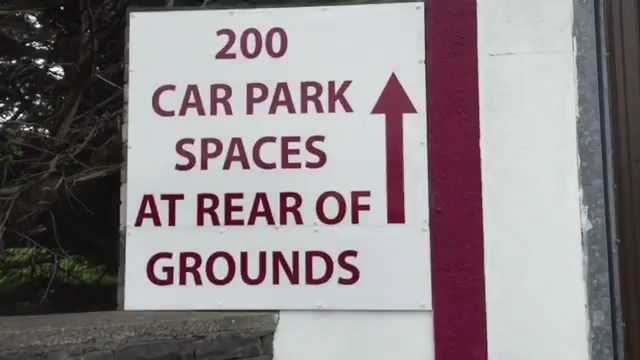 200
CAR PARK
SPACES
AT REAR OF
GROUNDS